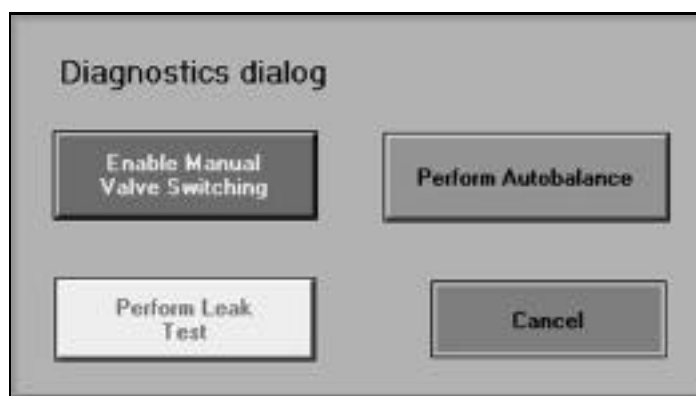 Diagnostics dialog
Enable Manual
Valve Switching
Perform Autobalance
Perform Leak
Test
Cancel